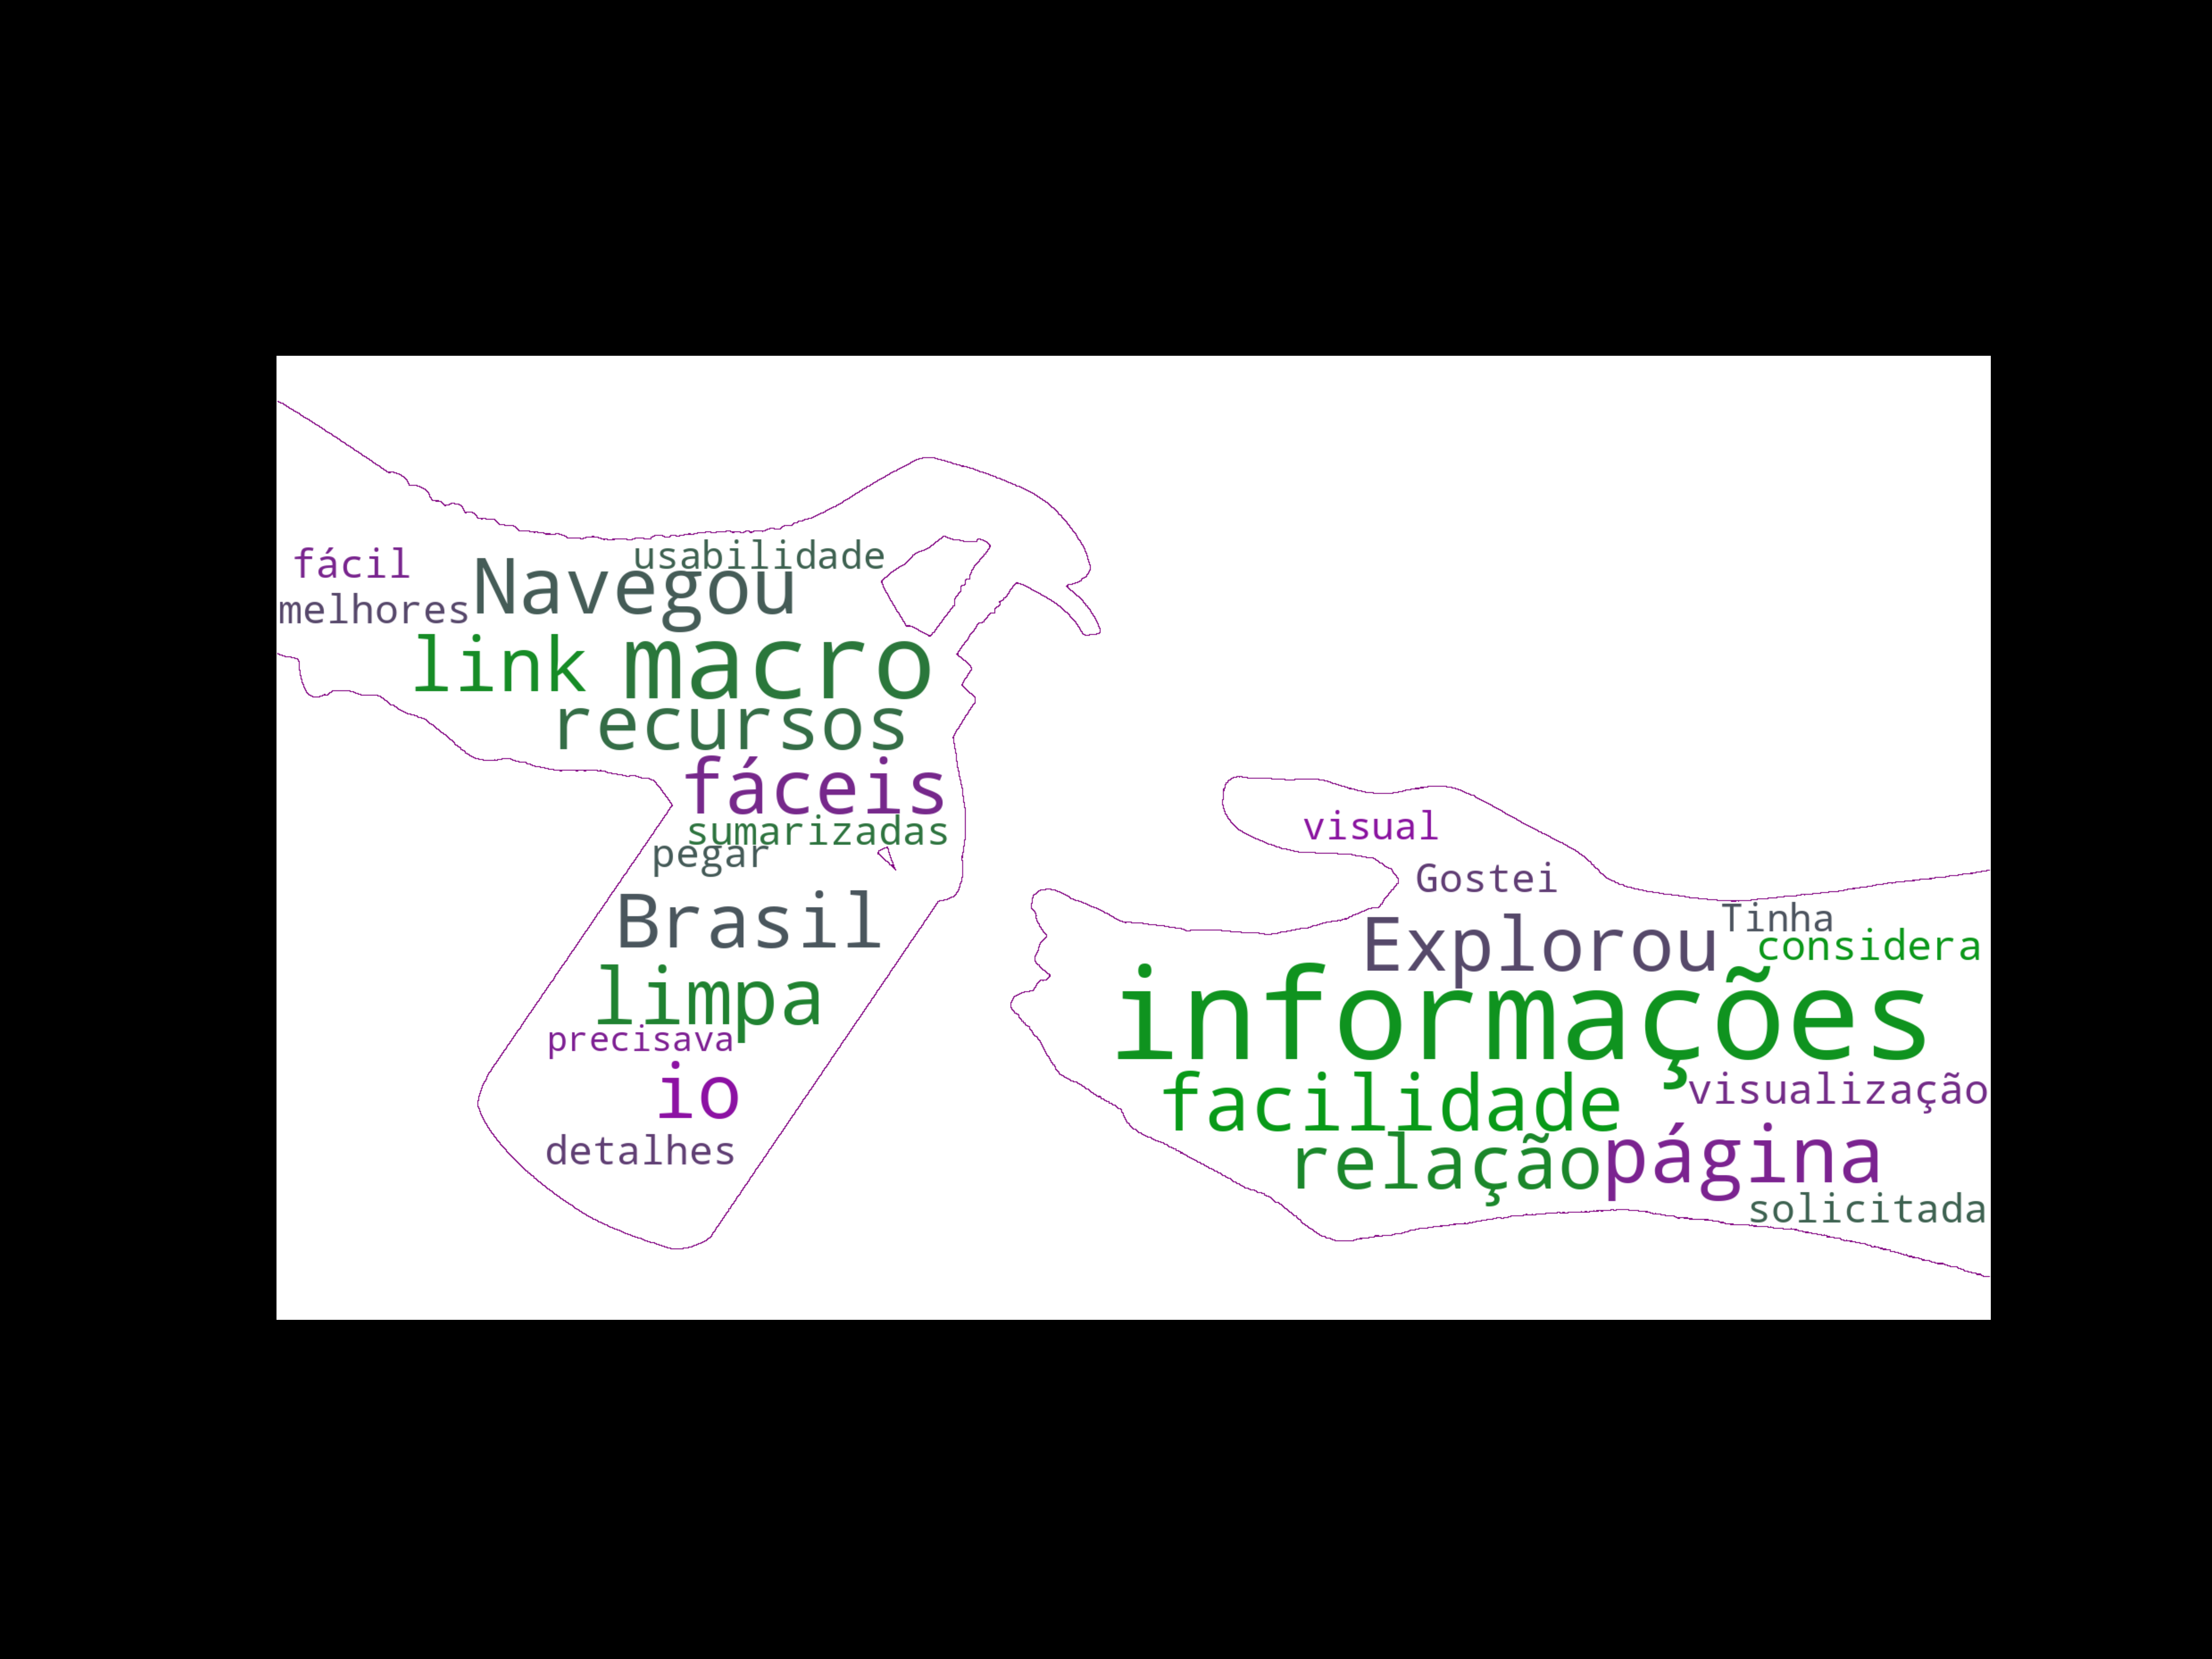 usabilidade
fácil
Navegou
melhores
link macro
recursos
fáceis
sumarizadas
pegar
Brasil
limpa
precisava
io
detalhes
visual
Gostei
Tinha
Explorou
considera
informações
facilidade
visualização
relação
página
solicitada